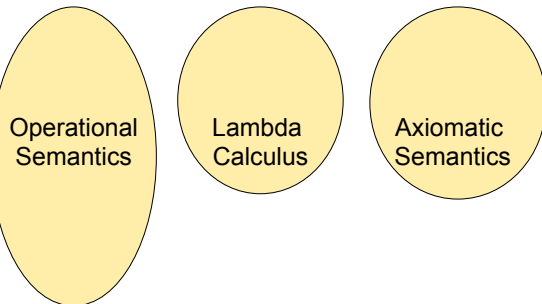 Operational
Semantics
Lambda
Calculus
Axiomatic
Semantics